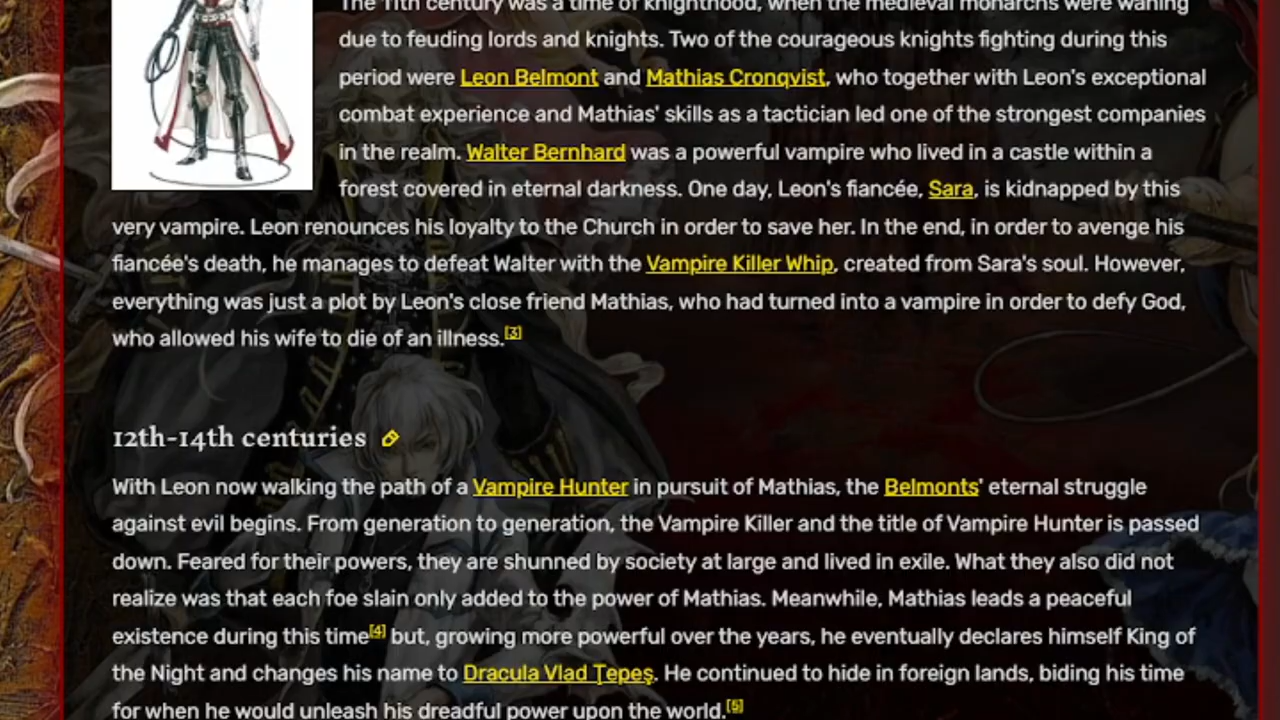 The 11th century was a time of knighthood, when the medieval monarchs were waning
due to feuding lords and knights. Two of the courageous knights fighting during this
period were Leon Belmont and Mathias Cronqvist, who together with Leon's exceptional
combat experience and Mathias' skills as a tactician led one of the strongest companies
in the realm. Walter Bernhard was a powerful vampire who lived in a castle within a
forest covered in eternal darkness. One day, Leon's fiancée, Sara, is kidnapped by this
very vampire. Leon renounces his loyalty to the Church in order to save her. In the end, in order to avenge his
fiancée's death, he manages to defeat Walter with the Vampire Killer Whip, created from Sara's soul. However,
everything was just a plot by Leon's close friend Mathias, who had turned into a vampire in order to defy God,
who allowed his wife to die of an illness.[3]
12th-14th centuries
With Leon now walking the path of a Vampire Hunter in pursuit of Mathias, the Belmonts' eternal struggle
against evil begins. From generation to generation, the Vampire Killer and the title of Vampire Hunter is passed
down. Feared for their powers, they are shunned by society at large and lived in exile. What they also did not
realize was that each foe slain only added to the power of Mathias. Meanwhile, Mathias leads a peaceful
existence during this time[4] but, growing more powerful over the years, he eventually declares himself King of
the Night and changes his name to Dracula Vlad Ţepeş. He continued to hide in foreign lands, biding his time
for when he would unleash his dreadful power upon the world.[5]